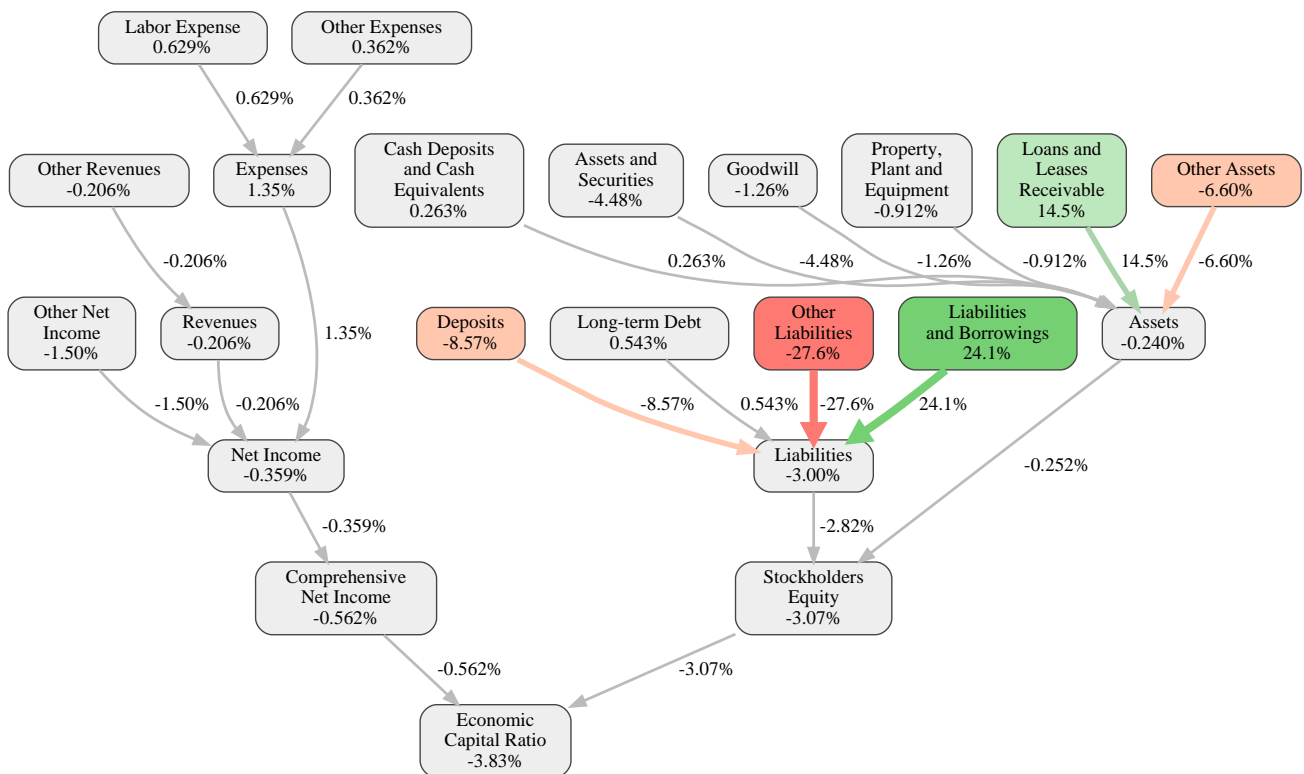 Labor Expense
0.629%
Other Expenses
0.362%
0.629%
0.362%
Other Revenues
-0.206%
Expenses
1.35%
Cash Deposits
and Cash
Equivalents
0.263%
Assets and
Securities
-4.48%
Goodwill
-1.26%
Property,
Plant and
Equipment
-0.912%
Loans and
Leases
Receivable
14.5%
Other Assets
-6.60%
-0.206%
0.263%
-4.48%
-1.26%
-0.912%
14.5%
-6.60%
Other Net
Income
-1.50%
Revenues
-0.206%
1.35%
Deposits
-8.57%
Long-term Debt
0.543%
Other
Liabilities
-27.6%
Liabilities
and Borrowings
24.1%
Assets
-0.240%
-1.50%
-0.206%
-8.57%
0.543%
-27.6%
24.1%
Net Income
-0.359%
Liabilities
-3.00%
-0.252%
-0.359%
-2.82%
Comprehensive
Net Income
-0.562%
Stockholders
Equity
-3.07%
-0.562%
-3.07%
Economic
Capital Ratio
-3.83%